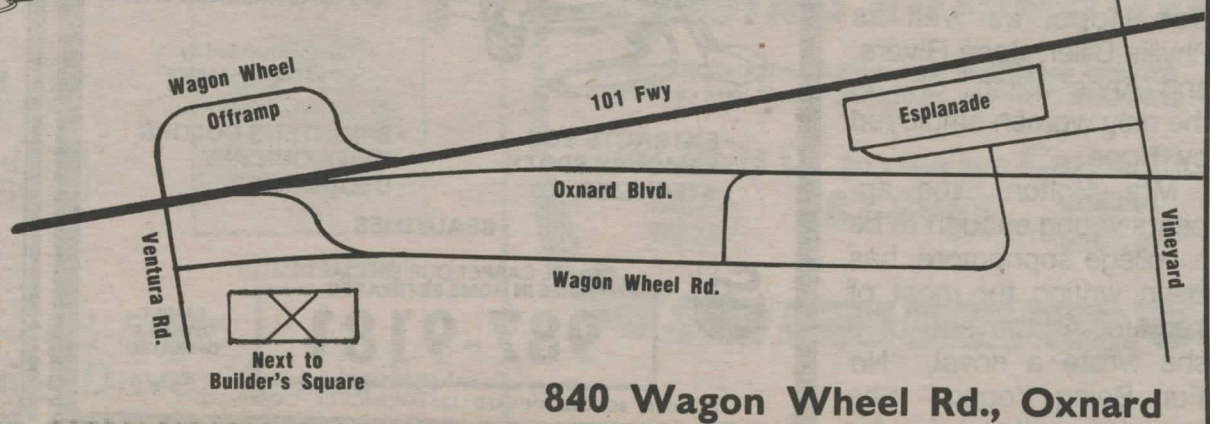 Wagon Wheel
Offramp
101 Fwy
Esplanade
Oxnard Blvd.
Ventura Rd.
Vineyard
Wagon Wheel Rd.
Next to
Builder's Square
840 Wagon Wheel Rd., Oxnard